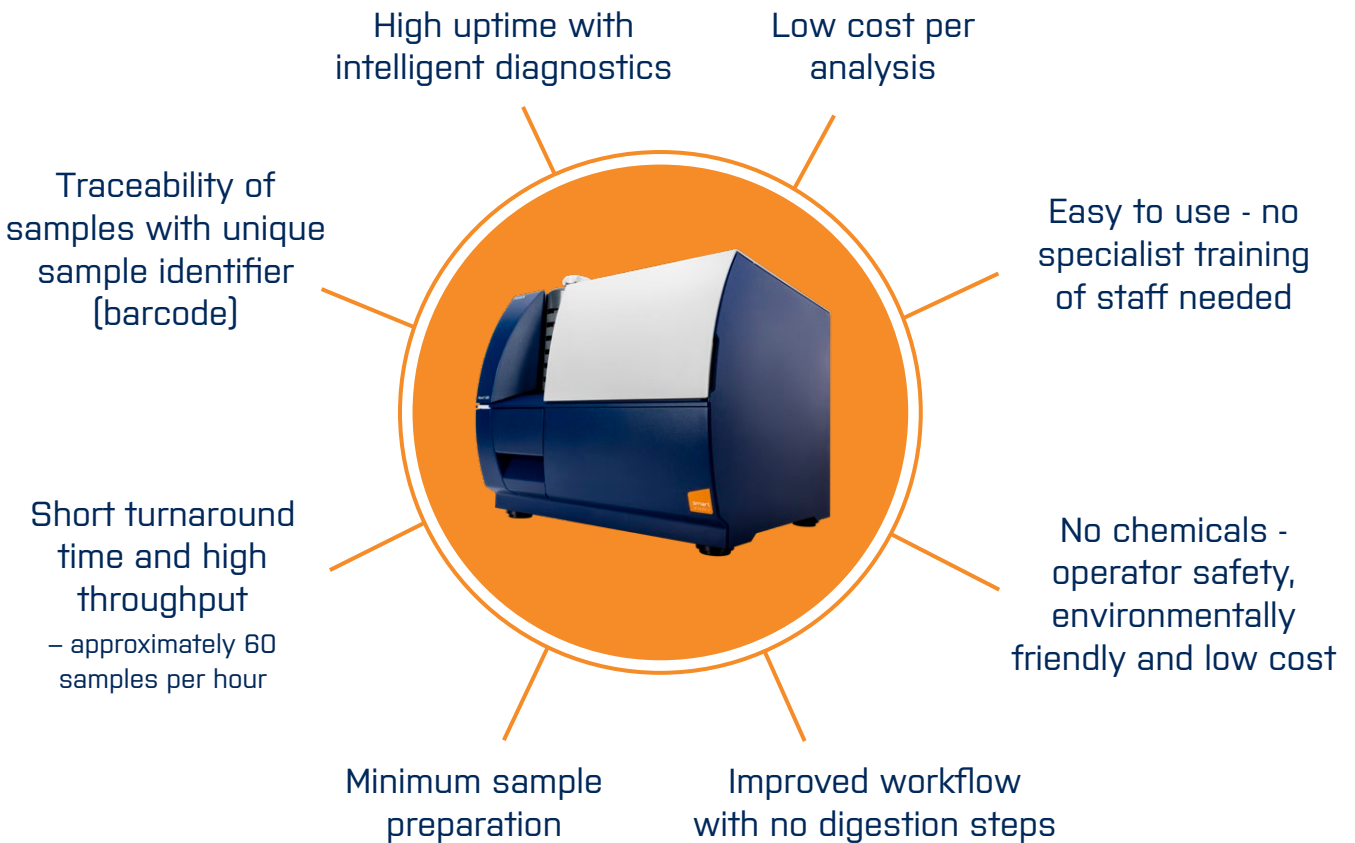 High uptime with
intelligent diagnostics
Low cost per
analysis
Traceability of
samples with unique
sample identifier
(barcode)
Easy to use - no
specialist training
of staff needed
Short turnaround
time and high
throughput
– approximately 60
samples per hour
No chemicals -
operator safety,
environmentally
friendly and low cost
Minimum sample
preparation
Improved workflow
with no digestion steps